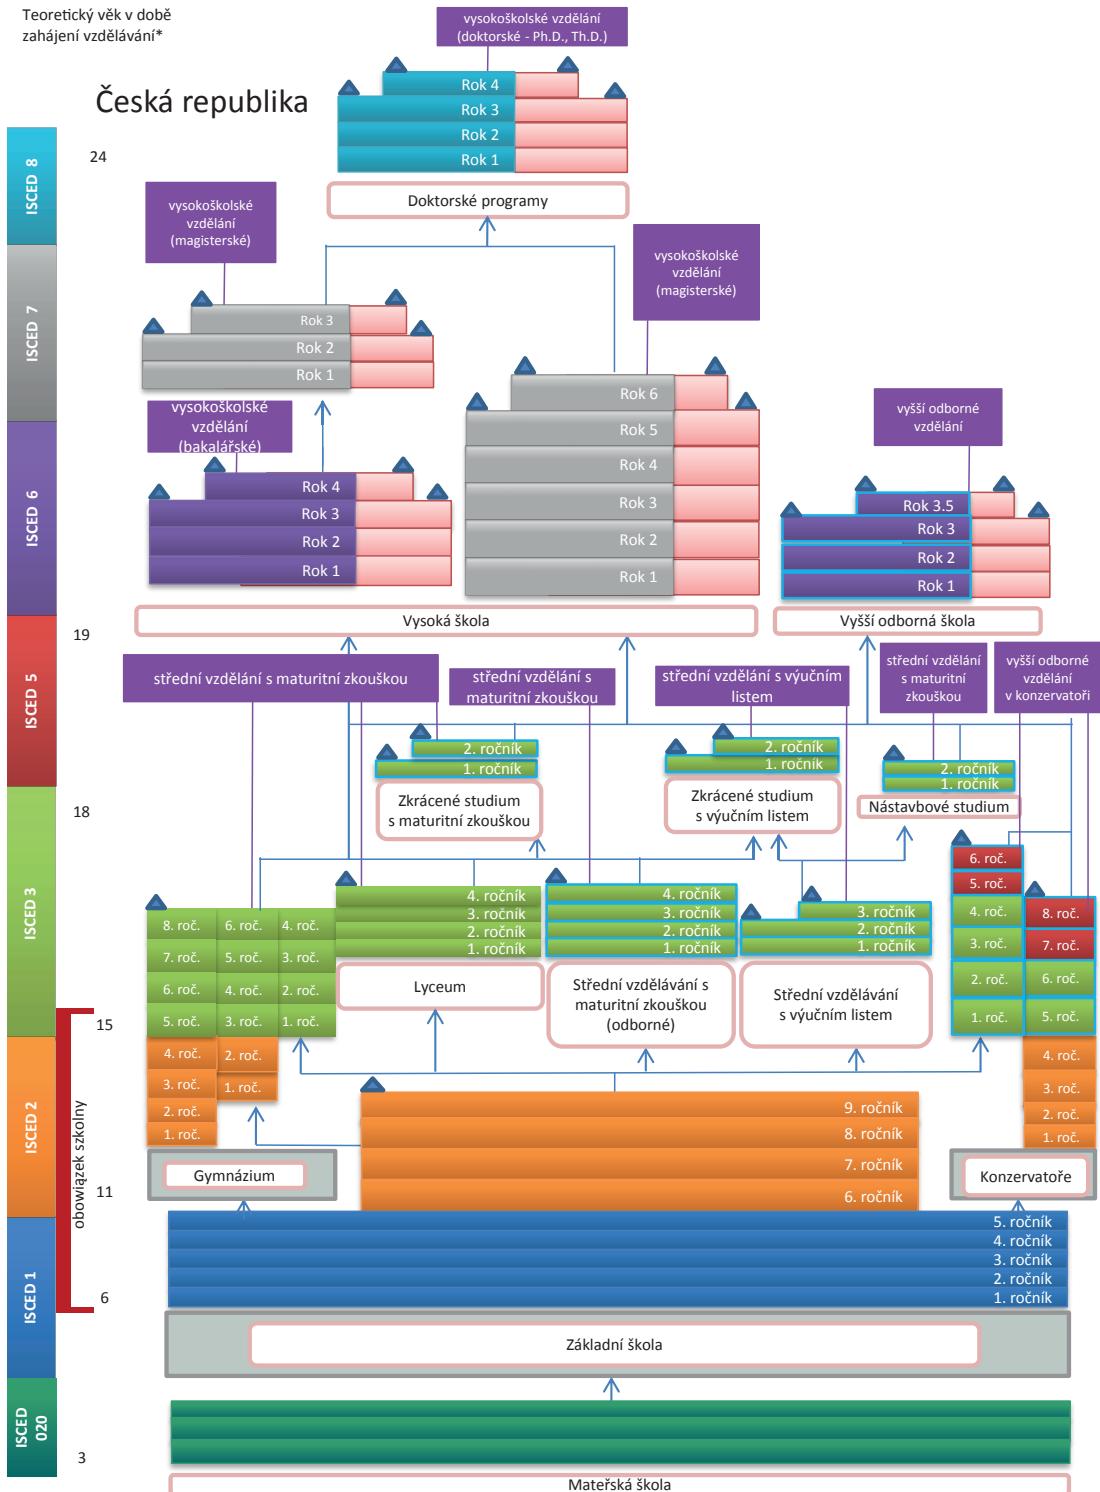 Teoretický věk v době
zahájení vzdělávání*
Česká republika
vysokoškolské vzdělání
(doktorské - Ph.D., Th.D.)
Rok 4
Rok 3
Rok 2
Rok 1
Doktorské programy
ISCED 8
24
vysokoškolské
vzdělání
(magisterské)
vysokoškolské
vzdělání
(magisterské)
ISCED 7
Rok 3
Rok 2
Rok 1
vysokoškolské
vzdělání
(bakalářské)
Rok 6
Rok 5
Rok 4
Rok 3
Rok 2
Rok 1
vyšší odborné
vzdělání
ISCED 6
Rok 4
Rok 3
Rok 2
Rok 1
Rok 3.5
Rok 3
Rok 2
Rok 1
Vysoká škola
Vyšší odborná škola
19
ISCED 5
střední vzdělání s maturitní zkouškou
střední vzdělání s
maturitní zkouškou
střední vzdělání s výučním
listem
střední vzdělání
s maturitní
zkouškou
vyšší odborné
vzdělání
v konzervatoři
2. ročník
1. ročník
Zkrácené studium
s maturitní zkouškou
2. ročník
1. ročník
Zkrácené studium
s výučním listem
2. ročník
1. ročník
Nástavbové studium
18
ISCED 3
8. roč.
7. roč.
6. roč.
5. roč.
4. roč.
3. roč.
2. roč.
1. roč.
6. roč.
5. roč.
4. roč.
3. roč.
2. roč.
1. roč.
4. roč.
3. roč.
2. roč.
1. roč.
4. ročník
3. ročník
2. ročník
1. ročník
Lyceum
4. ročník
3. ročník
2. ročník
1. ročník
Střední vzdělávání s
maturitní zkouškou
(odborné)
3. ročník
2. ročník
1. ročník
Střední vzdělávání
s výučním listem
6. roč.
5. roč.
4. roč.
3. roč.
2. roč.
1. roč.
8. roč.
7. roč.
6. roč.
5. roč.
4. roč.
3. roč.
2. roč.
1. roč.
15
ISCED 2
obowiązek szkolny
9. ročník
8. ročník
7. ročník
6. ročník
Gymnázium
Konzervatoře
11
ISCED 1
5. ročník
4. ročník
3. ročník
2. ročník
1. ročník
6
Základní škola
ISCED
020
3
Mateřská škola